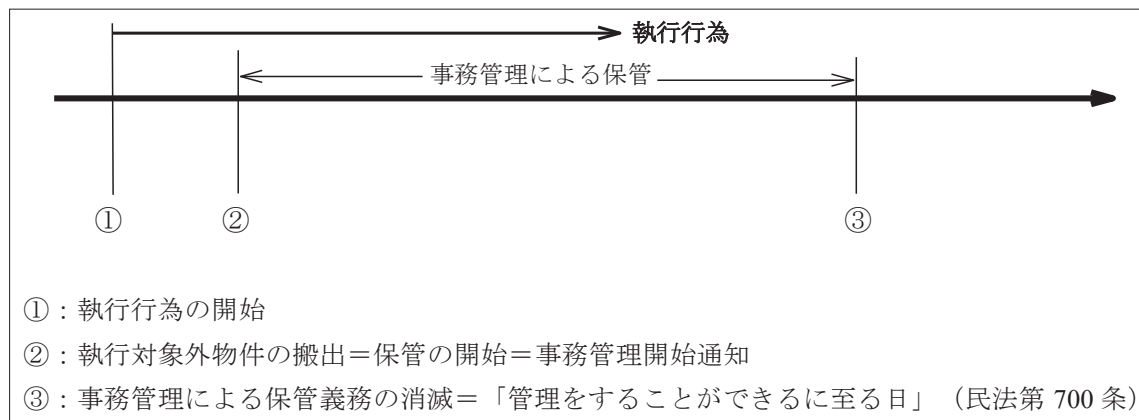 執行行為
事務管理による保管
① ② ③
①：執行行為の開始
②：執行対象外物件の搬出＝保管の開始＝事務管理開始通知
③：事務管理による保管義務の消滅＝「管理をすることができるに至る日」（民法第 700 条）